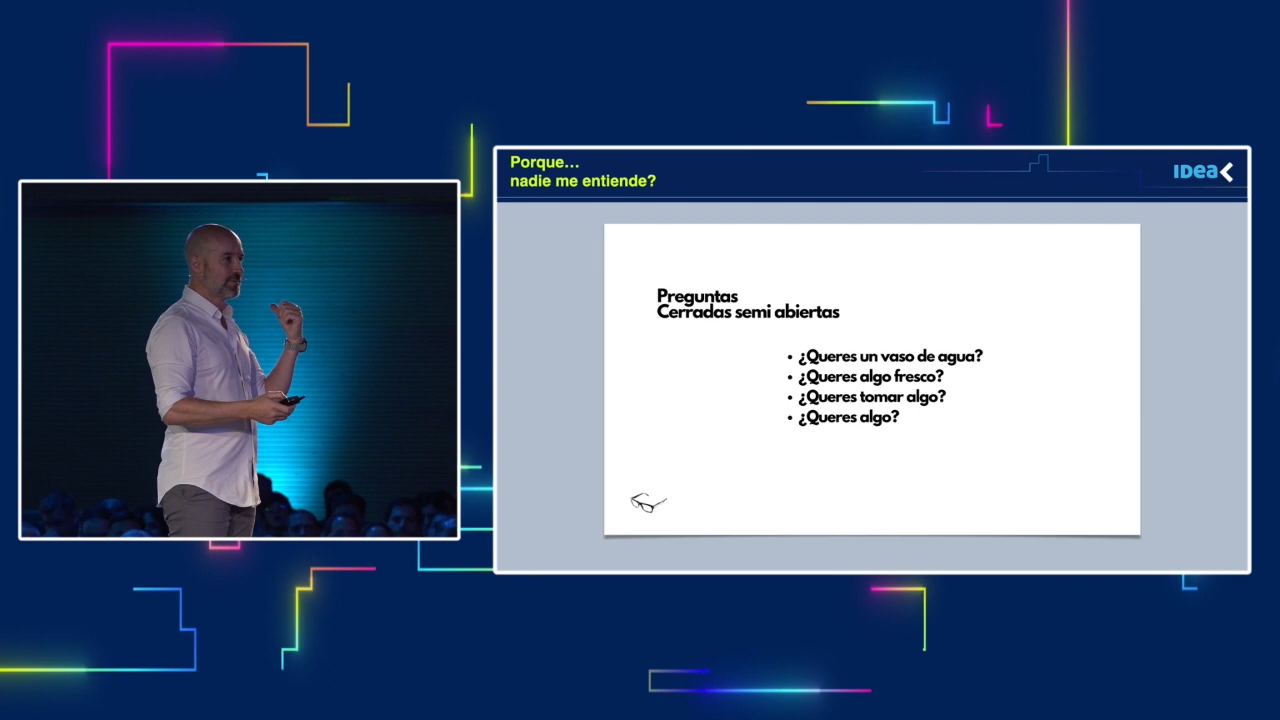 Porque...
nadie me entiende?
IDea
Preguntas
Cerradas semi abiertas
• ¿Queres un vaso de agua?
• ¿Queres algo fresco?
• ¿Queres tomar algo?
• ¿Queres algo?